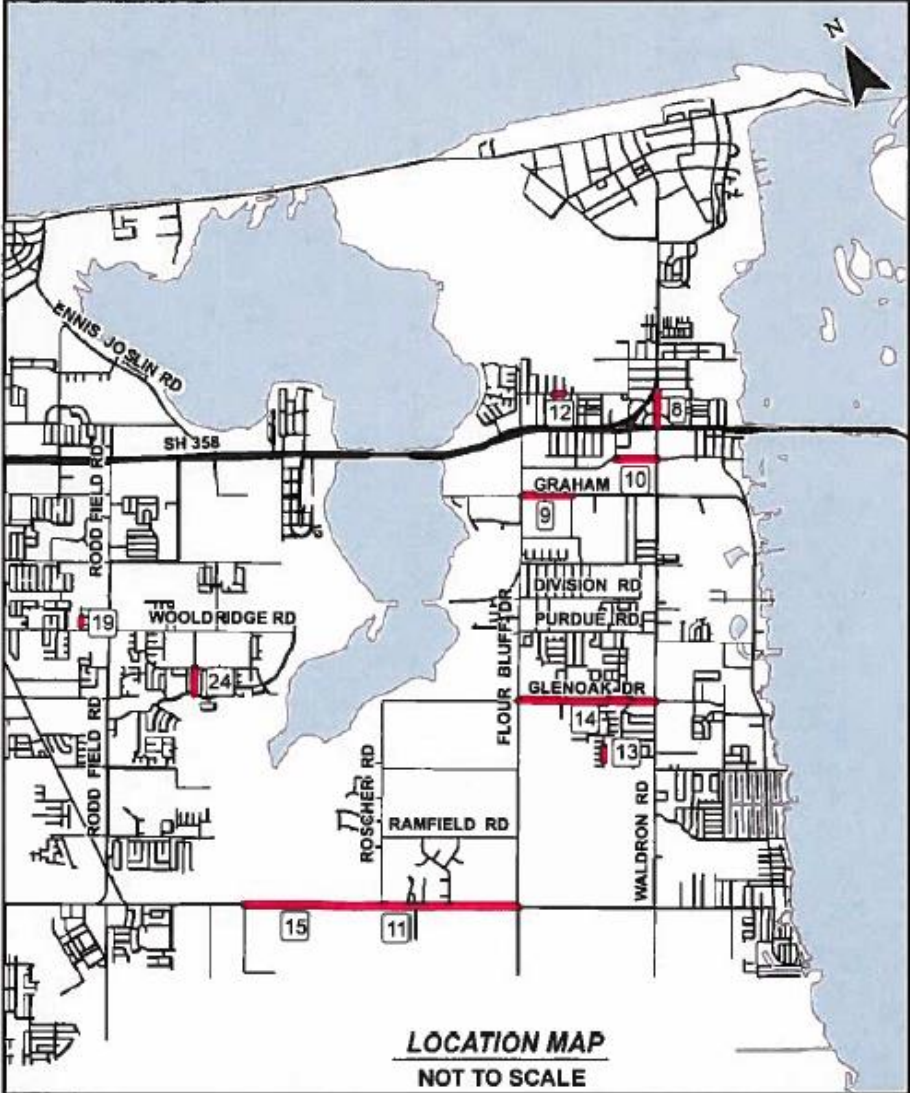 N
ENNIS JOSLIN RD
12
8
SH 358
10
GRAHAM
9
RODD FIELD RD
DIVISION RD
19
WOOLDRIDGE RD
PURDUE RD
FLOUR BLUFF DR
24
GLENOAK DR
14
13
RODD FIELD RD
ROSCHER RD
RAMFIELD RD
WALDRON RD
15
11
LOCATION MAP
NOT TO SCALE